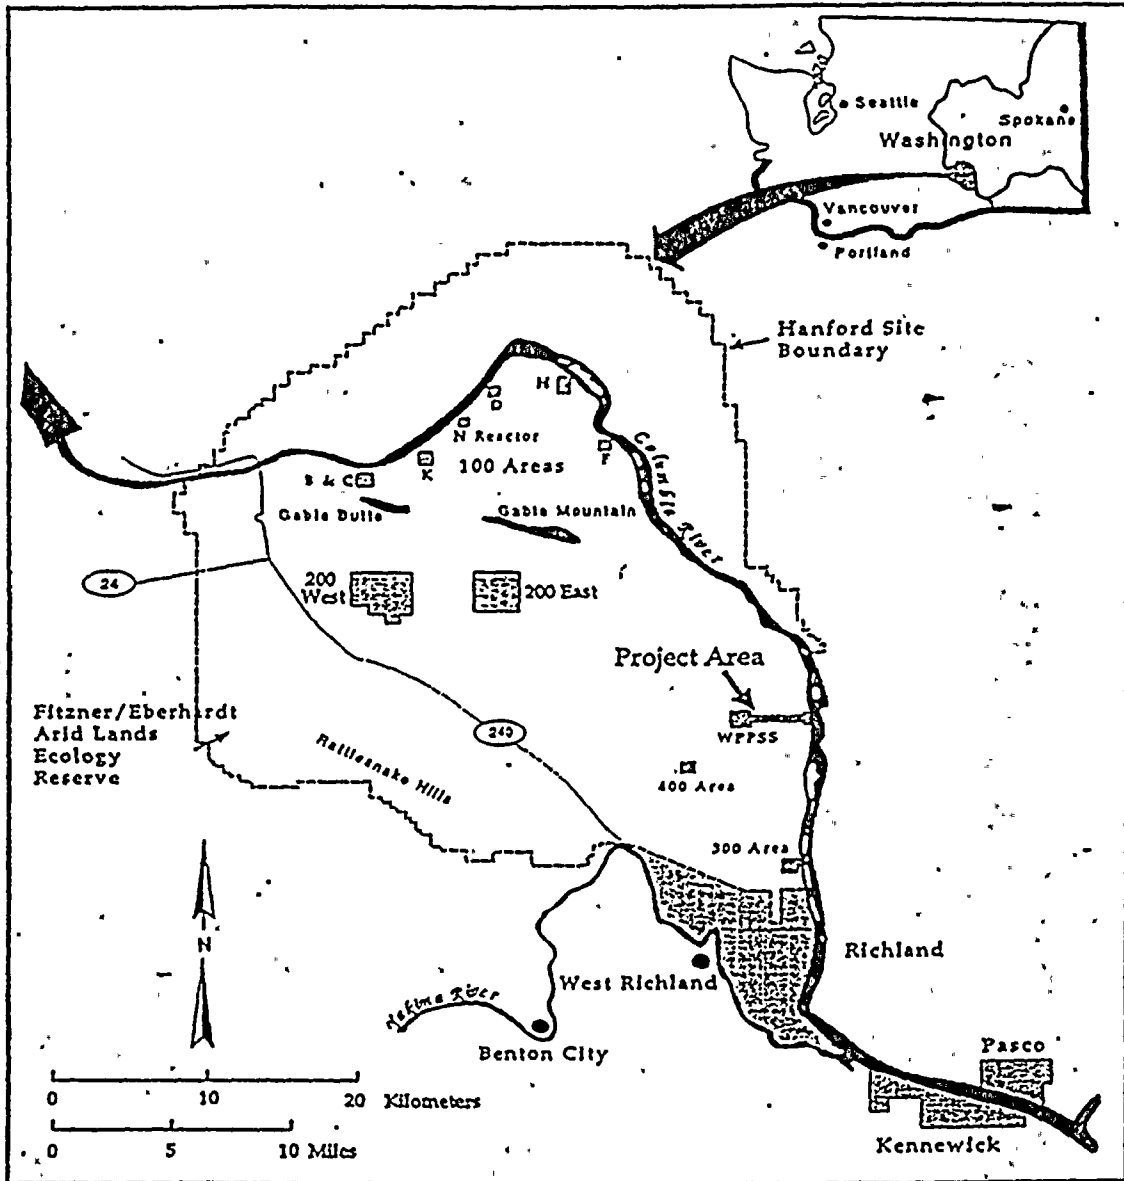 Seattle
Spokane
Washington
Vancouver
Portland
Hanford Site
Boundary
H
D
N Reactor
100 Areas
F
K
B & C
Columbia River
Gable Butte
Gable Mountain
24
200
West
200 East
Project Area
WPPSS
Fitzner/Eberhardt
Arid Lands
Ecology
Reserve
240
Rattlesnake Hills
400 Area
300 Area
N
Richland
West Richland
Yakima River
Benton City
Pasco
Kennewick
0 10 20 Kilometers
0 5 10 Miles